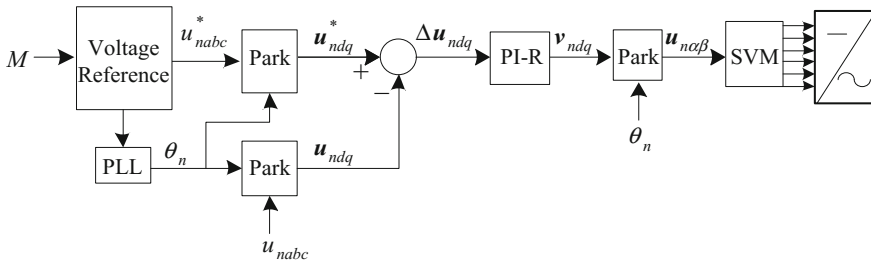 M
Voltage
Reference
u*nabc
Park
u*ndq
+
−
Δundq
PI-R
vndq
Park
unαβ
SVM
θn
PLL
θn
Park
undq
unabc